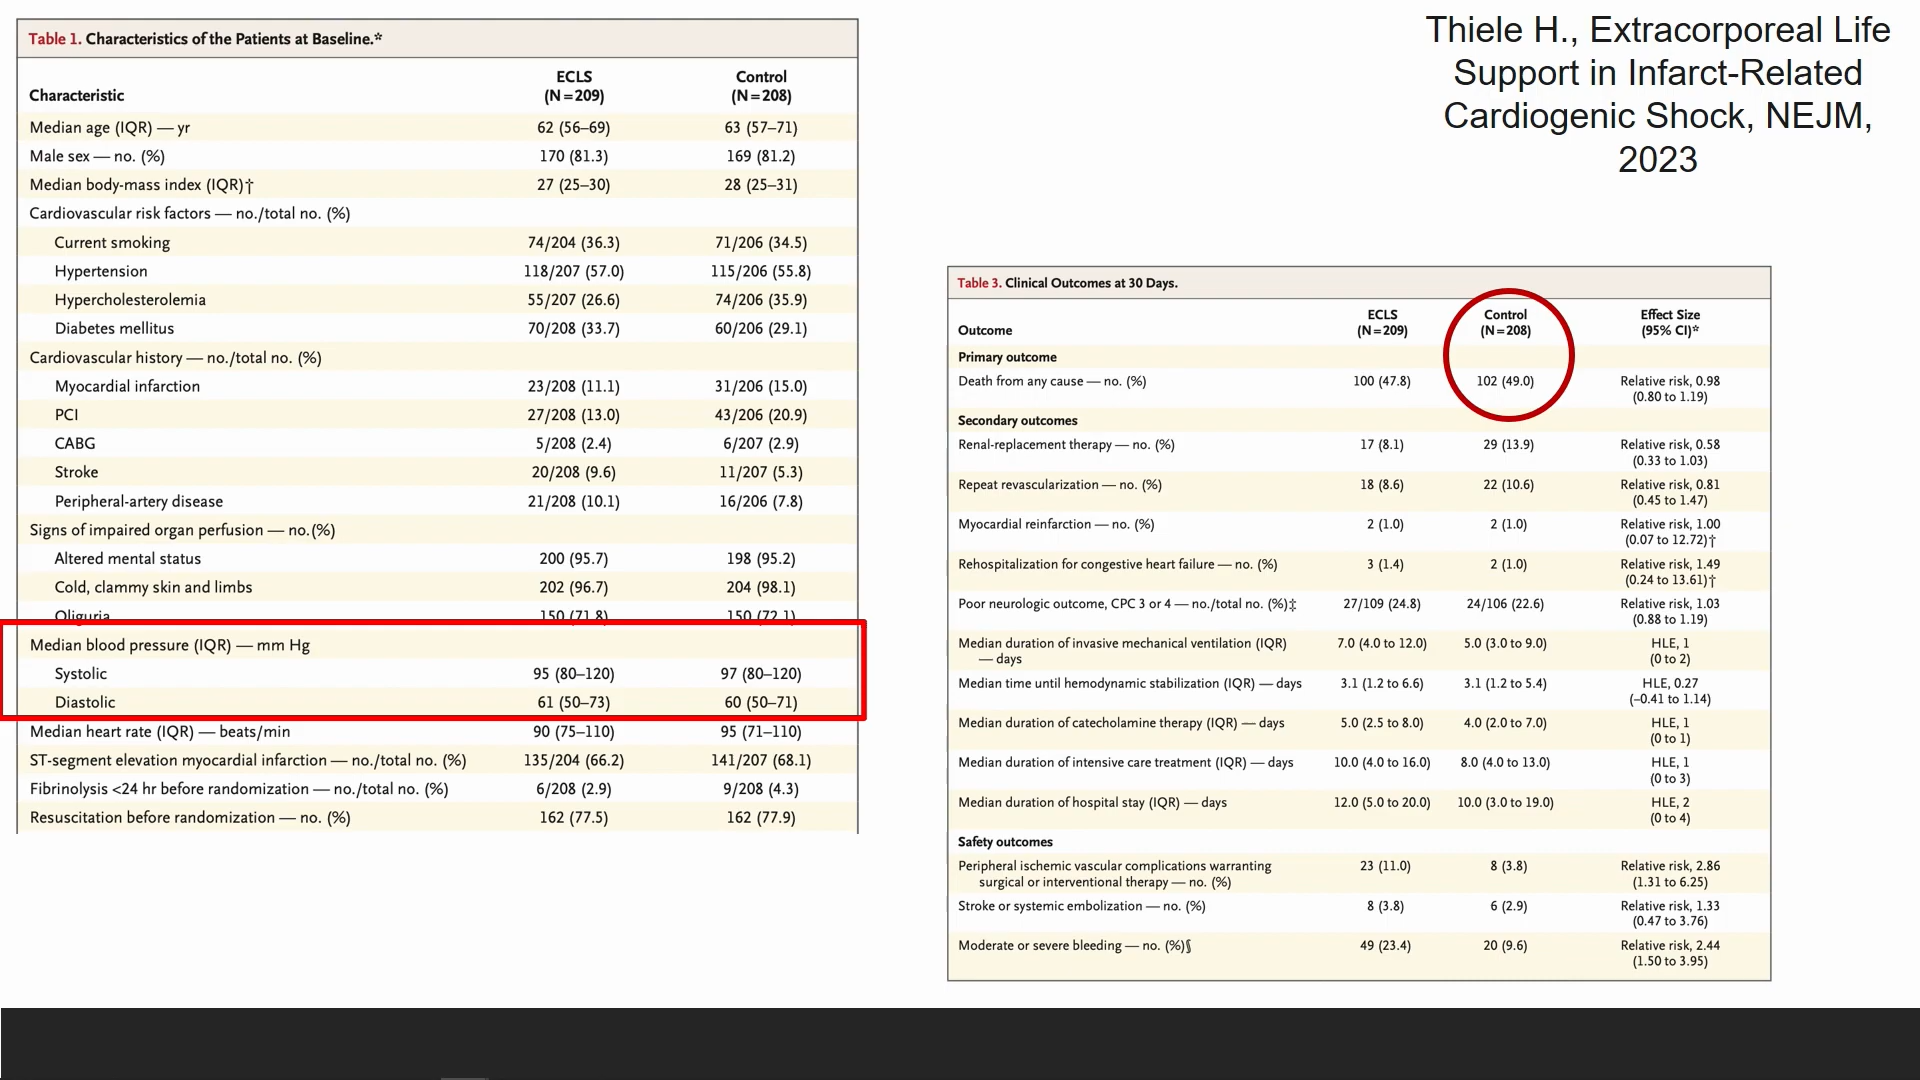 Thiele H., Extracorporeal Life
Support in Infarct-Related
Cardiogenic Shock, NEJM,
2023
Table 1. Characteristics of the Patients at Baseline.*
Characteristic ECLS (N=209) Control (N=208)
Median age (IQR) — yr 62 (56–69) 63 (57–71)
Male sex — no. (%) 170 (81.3) 169 (81.2)
Median body-mass index (IQR)† 27 (25–30) 28 (25–31)
Cardiovascular risk factors — no./total no. (%)
Current smoking 74/204 (36.3) 71/206 (34.5)
Hypertension 118/207 (57.0) 115/206 (55.8)
Hypercholesterolemia 55/207 (26.6) 74/206 (35.9)
Diabetes mellitus 70/208 (33.7) 60/206 (29.1)
Cardiovascular history — no./total no. (%)
Myocardial infarction 23/208 (11.1) 31/206 (15.0)
PCI 27/208 (13.0) 43/206 (20.9)
CABG 5/208 (2.4) 6/207 (2.9)
Stroke 20/208 (9.6) 11/207 (5.3)
Peripheral-artery disease 21/208 (10.1) 16/206 (7.8)
Signs of impaired organ perfusion — no.(%)
Altered mental status 200 (95.7) 198 (95.2)
Cold, clammy skin and limbs 202 (96.7) 204 (98.1)
Oliguria 150 (71.8) 150 (72.1)
Median blood pressure (IQR) — mm Hg
Systolic 95 (80–120) 97 (80–120)
Diastolic 61 (50–73) 60 (50–71)
Median heart rate (IQR) — beats/min 90 (75–110) 95 (71–110)
ST-segment elevation myocardial infarction — no./total no. (%) 135/204 (66.2) 141/207 (68.1)
Fibrinolysis <24 hr before randomization — no./total no. (%) 6/208 (2.9) 9/208 (4.3)
Resuscitation before randomization — no. (%) 162 (77.5) 162 (77.9)
Table 3. Clinical Outcomes at 30 Days.
Outcome ECLS (N=209) Control (N=208) Effect Size (95% CI)*
Primary outcome
Death from any cause — no. (%) 100 (47.8) 102 (49.0) Relative risk, 0.98
(0.80 to 1.19)
Secondary outcomes
Renal-replacement therapy — no. (%) 17 (8.1) 29 (13.9) Relative risk, 0.58
(0.33 to 1.03)
Repeat revascularization — no. (%) 18 (8.6) 22 (10.6) Relative risk, 0.81
(0.45 to 1.47)
Myocardial reinfarction — no. (%) 2 (1.0) 2 (1.0) Relative risk, 1.00
(0.07 to 12.72)†
Rehospitalization for congestive heart failure — no. (%) 3 (1.4) 2 (1.0) Relative risk, 1.49
(0.24 to 13.61)†
Poor neurologic outcome, CPC 3 or 4 — no./total no. (%)‡ 27/109 (24.8) 24/106 (22.6) Relative risk, 1.03
(0.88 to 1.19)
Median duration of invasive mechanical ventilation (IQR) 7.0 (4.0 to 12.0) 5.0 (3.0 to 9.0) HLE, 1
— days (0 to 2)
Median time until hemodynamic stabilization (IQR) — days 3.1 (1.2 to 6.6) 3.1 (1.2 to 5.4) HLE, 0.27
(–0.41 to 1.14)
Median duration of catecholamine therapy (IQR) — days 5.0 (2.5 to 8.0) 4.0 (2.0 to 7.0) HLE, 1
(0 to 1)
Median duration of intensive care treatment (IQR) — days 10.0 (4.0 to 16.0) 8.0 (4.0 to 13.0) HLE, 1
(0 to 3)
Median duration of hospital stay (IQR) — days 12.0 (5.0 to 20.0) 10.0 (3.0 to 19.0) HLE, 2
(0 to 4)
Safety outcomes
Peripheral ischemic vascular complications warranting 23 (11.0) 8 (3.8) Relative risk, 2.86
surgical or interventional therapy — no. (%) (1.31 to 6.25)
Stroke or systemic embolization — no. (%) 8 (3.8) 6 (2.9) Relative risk, 1.33
(0.47 to 3.76)
Moderate or severe bleeding — no. (%)§ 49 (23.4) 20 (9.6) Relative risk, 2.44
(1.50 to 3.95)